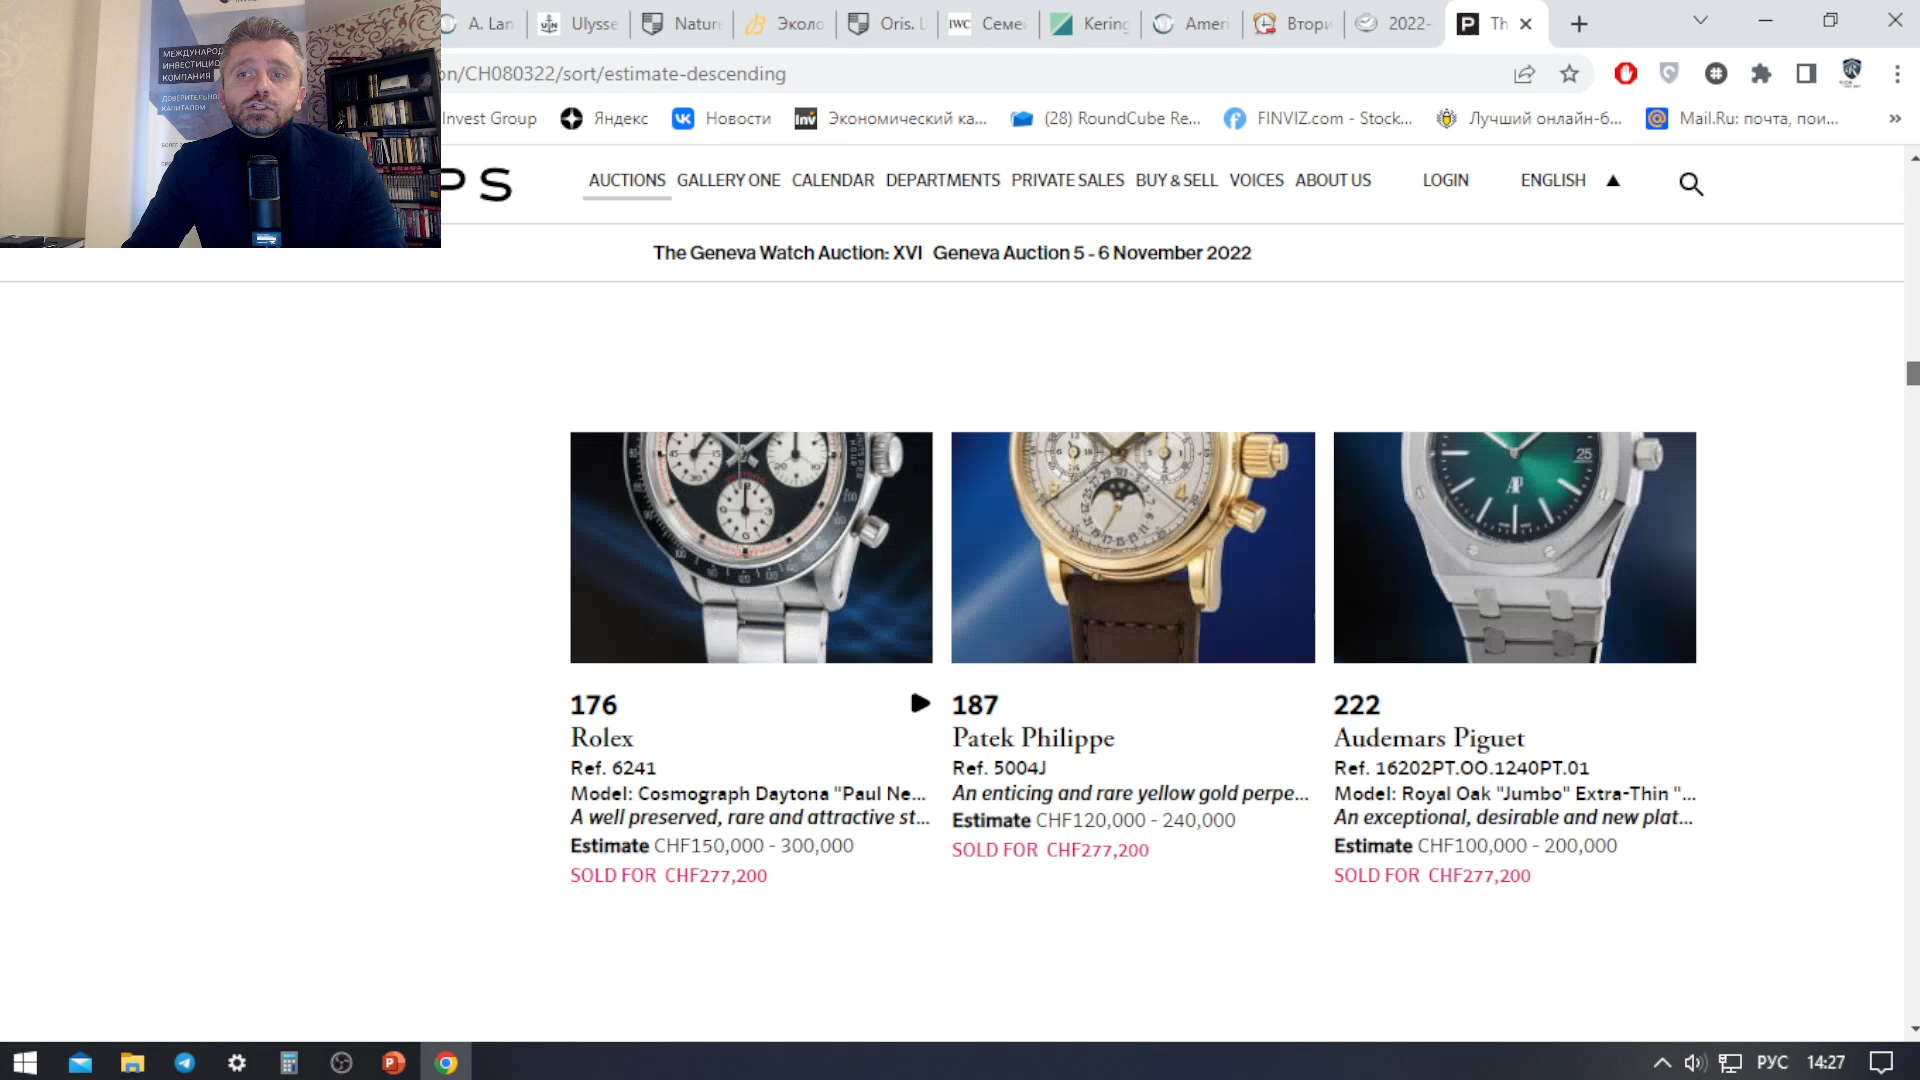 A. Lan
Ulysse
Nature
Эколо
Oris. L
IWC
Семе
Kering
Ameri
Втори
2022-
Th
МЕЖДУНАРОД
ИНВЕСТИЦИО
КОМПАНИЯ
ДОВЕРИТЕЛЬНО
КАПИТАЛОМ
on/CH080322/sort/estimate-descending
Invest Group
Яндекс
Новости
Inv
Экономический ка...
(28) RoundCube Re...
FINVIZ.com - Stock...
Лучший онлайн-б...
Mail.Ru: почта, пои...
PS
AUCTIONS
GALLERY ONE
CALENDAR
DEPARTMENTS
PRIVATE SALES
BUY & SELL
VOICES
ABOUT US
LOGIN
ENGLISH
The Geneva Watch Auction: XVI Geneva Auction 5 - 6 November 2022
176
Rolex
Ref. 6241
Model: Cosmograph Daytona "Paul Ne...
A well preserved, rare and attractive st...
Estimate CHF150,000 - 300,000
SOLD FOR CHF277,200
187
Patek Philippe
Ref. 5004J
An enticing and rare yellow gold perpe...
Estimate CHF120,000 - 240,000
SOLD FOR CHF277,200
25
AP
222
Audemars Piguet
Ref. 16202PT.OO.1240PT.01
Model: Royal Oak "Jumbo" Extra-Thin "...
An exceptional, desirable and new plat...
Estimate CHF100,000 - 200,000
SOLD FOR CHF277,200
РУС
14:27